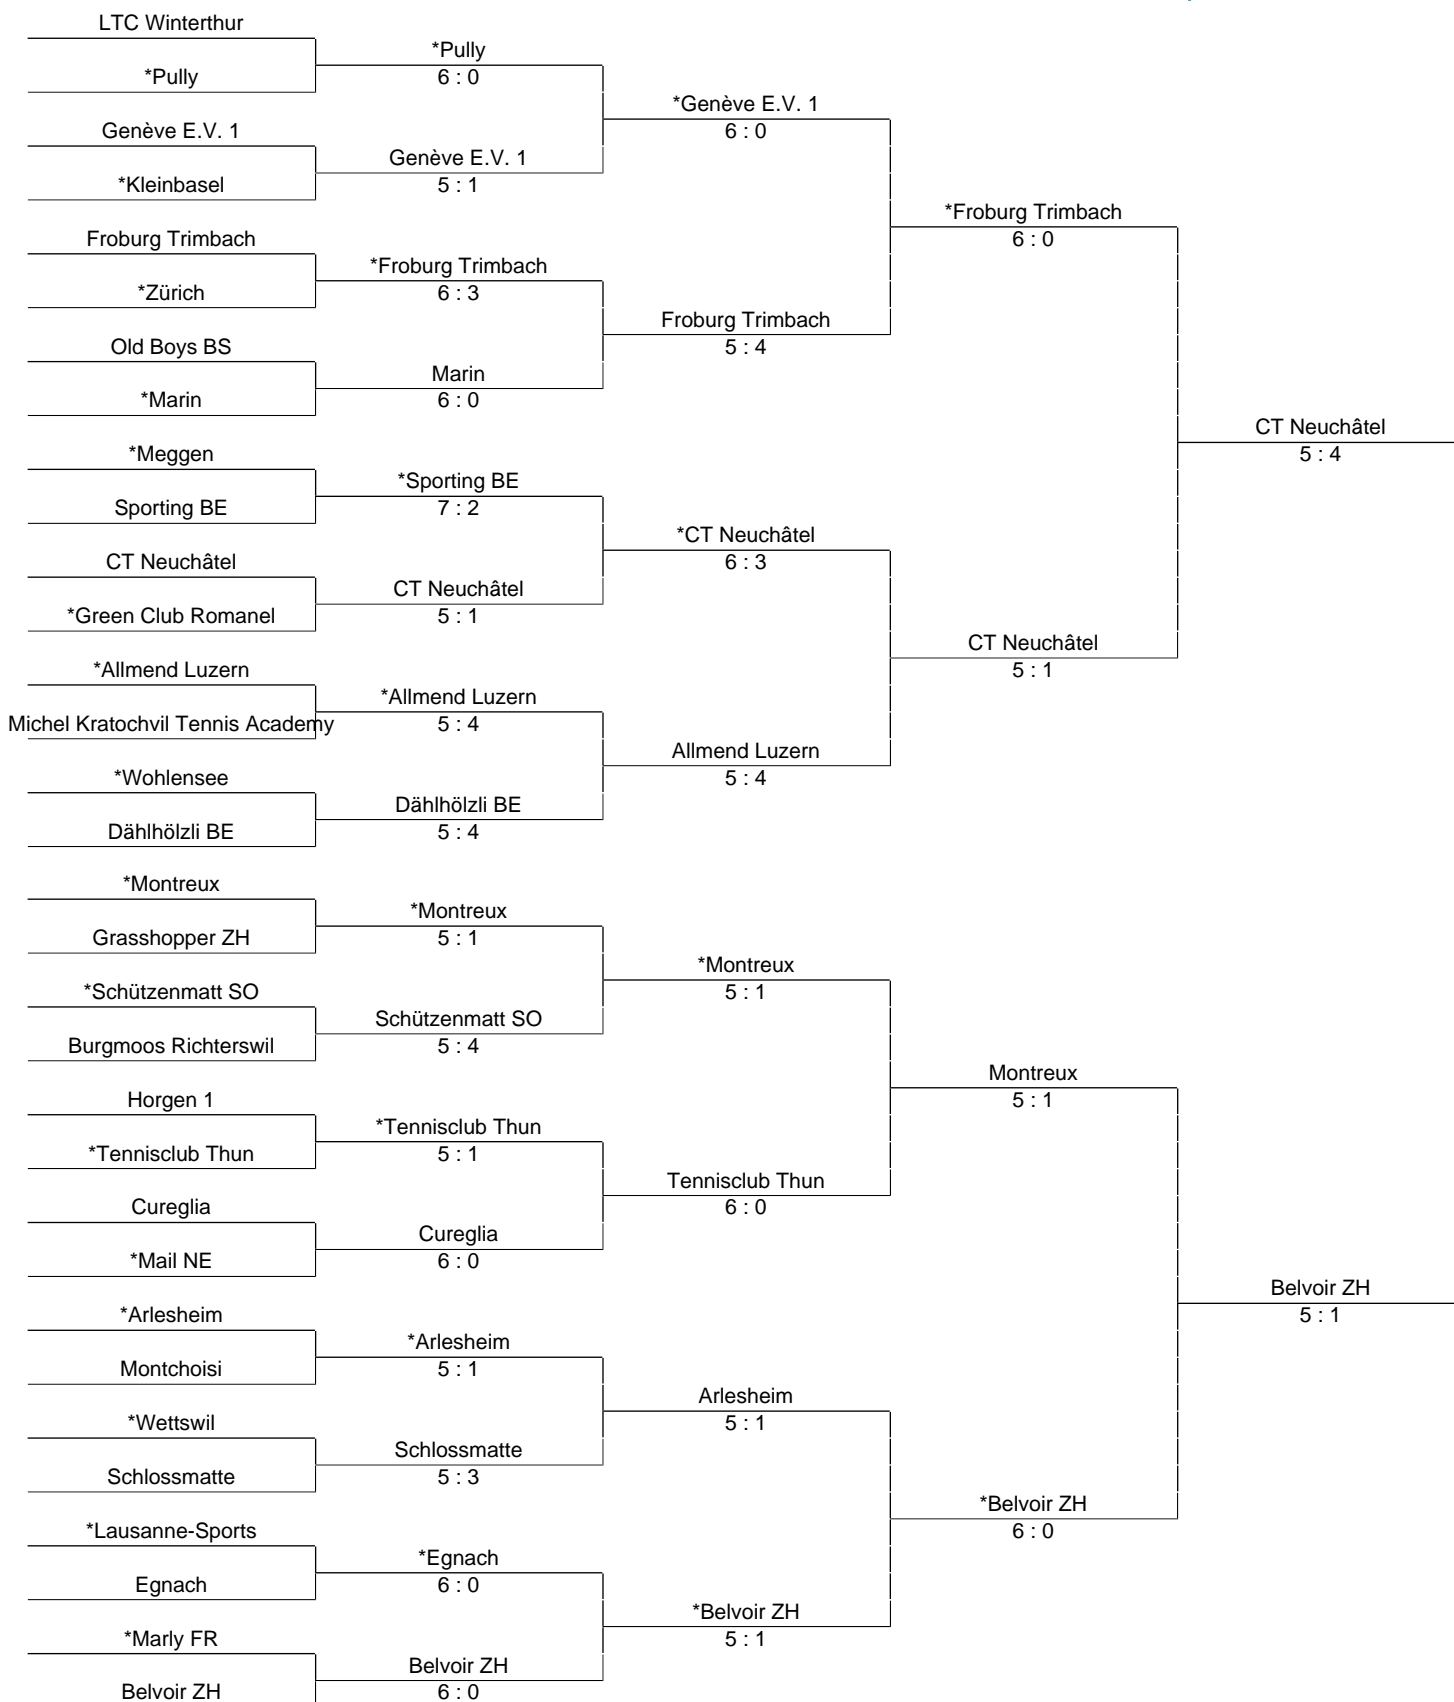 LTC Winterthur
*Pully
Genève E.V. 1
*Kleinbasel
Froburg Trimbach
*Zürich
Old Boys BS
*Marin
*Meggen
Sporting BE
CT Neuchâtel
*Green Club Romanel
*Allmend Luzern
Michel Kratochvil Tennis Academy
*Wohlensee
Dählhölzli BE
*Montreux
Grasshopper ZH
*Schützenmatt SO
Burgmoos Richterswil
Horgen 1
*Tennisclub Thun
Cureglia
*Mail NE
*Arlesheim
Montchoisi
*Wettswil
Schlossmatte
*Lausanne-Sports
Egnach
*Marly FR
Belvoir ZH
*Pully
6 : 0
Genève E.V. 1
5 : 1
*Froburg Trimbach
6 : 3
Marin
6 : 0
*Sporting BE
7 : 2
CT Neuchâtel
5 : 1
*Allmend Luzern
5 : 4
Dählhölzli BE
5 : 4
*Montreux
5 : 1
Schützenmatt SO
5 : 4
*Tennisclub Thun
5 : 1
Cureglia
6 : 0
*Arlesheim
5 : 1
Schlossmatte
5 : 3
*Egnach
6 : 0
Belvoir ZH
6 : 0
*Genève E.V. 1
6 : 0
Froburg Trimbach
5 : 4
*CT Neuchâtel
6 : 3
Allmend Luzern
5 : 4
*Montreux
5 : 1
Tennisclub Thun
6 : 0
Arlesheim
5 : 1
*Belvoir ZH
5 : 1
*Froburg Trimbach
6 : 0
CT Neuchâtel
5 : 1
Montreux
5 : 1
*Belvoir ZH
6 : 0
CT Neuchâtel
5 : 4
Belvoir ZH
5 : 1